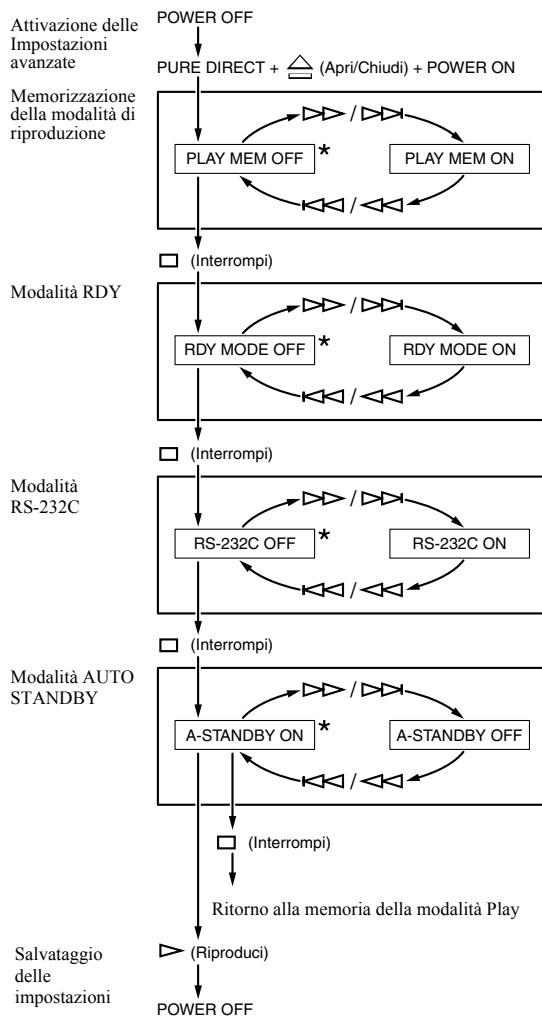 Attivazione delle
Impostazioni
avanzate
POWER OFF
PURE DIRECT + (Apri/Chiudi) + POWER ON
Memorizzazione
della modalità di
riproduzione
PLAY MEM OFF * PLAY MEM ON
(Interrompi)
Modalità RDY
RDY MODE OFF * RDY MODE ON
(Interrompi)
Modalità
RS-232C
RS-232C OFF * RS-232C ON
(Interrompi)
Modalità AUTO
STANDBY
A-STANDBY ON * A-STANDBY OFF
(Interrompi)
Ritorno alla memoria della modalità Play
Salvataggio
delle
impostazioni
(Riproduci)
POWER OFF